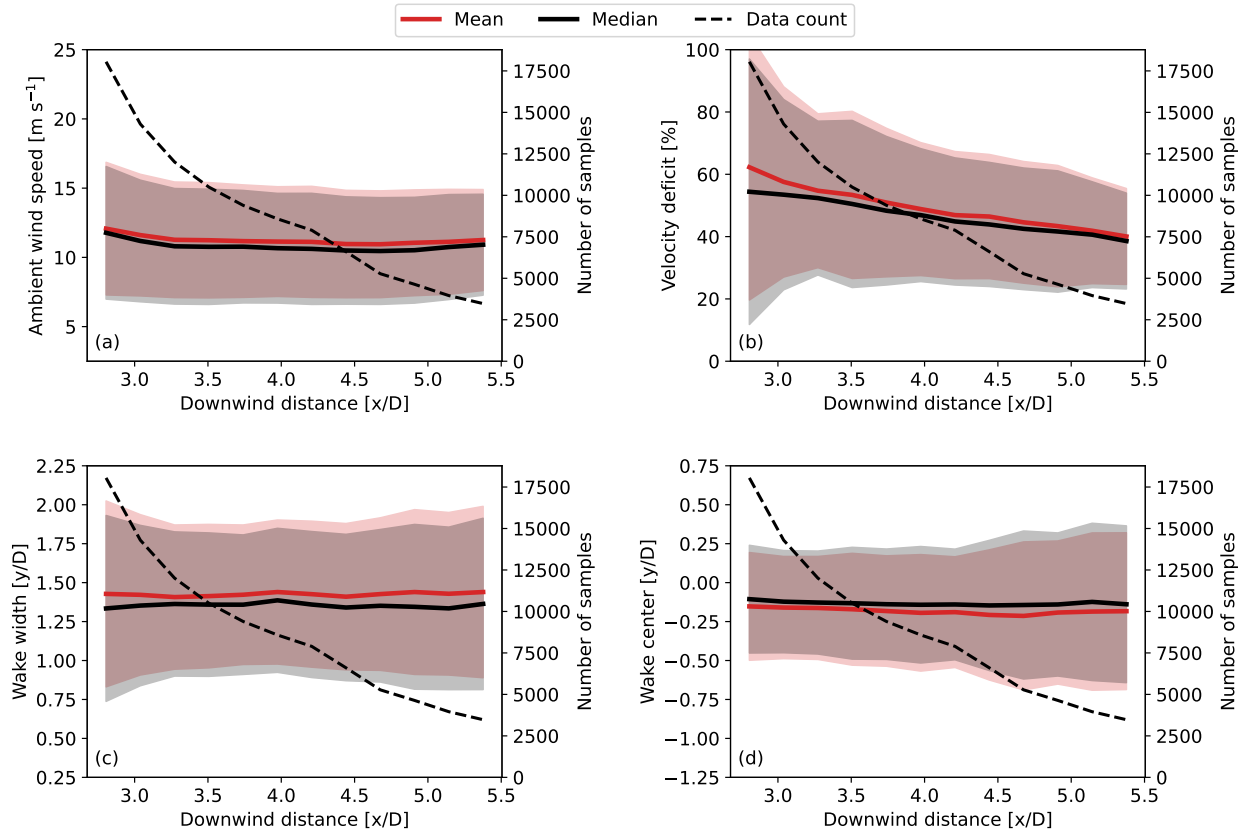 Mean Median Data count
25
20
15
10
5
Ambient wind speed [m s⁻¹]
(a)
17500
15000
12500
10000
7500
5000
2500
0
Number of samples
3.0 3.5 4.0 4.5 5.0 5.5
Downwind distance [x/D]
100
80
60
40
20
0
Velocity deficit [%]
(b)
17500
15000
12500
10000
7500
5000
2500
0
Number of samples
3.0 3.5 4.0 4.5 5.0 5.5
Downwind distance [x/D]
2.25
2.00
1.75
1.50
1.25
1.00
0.75
0.50
0.25
Wake width [y/D]
(c)
17500
15000
12500
10000
7500
5000
2500
0
Number of samples
3.0 3.5 4.0 4.5 5.0 5.5
Downwind distance [x/D]
0.75
0.50
0.25
0.00
−0.25
−0.50
−0.75
−1.00
−1.25
Wake center [y/D]
(d)
17500
15000
12500
10000
7500
5000
2500
0
Number of samples
3.0 3.5 4.0 4.5 5.0 5.5
Downwind distance [x/D]